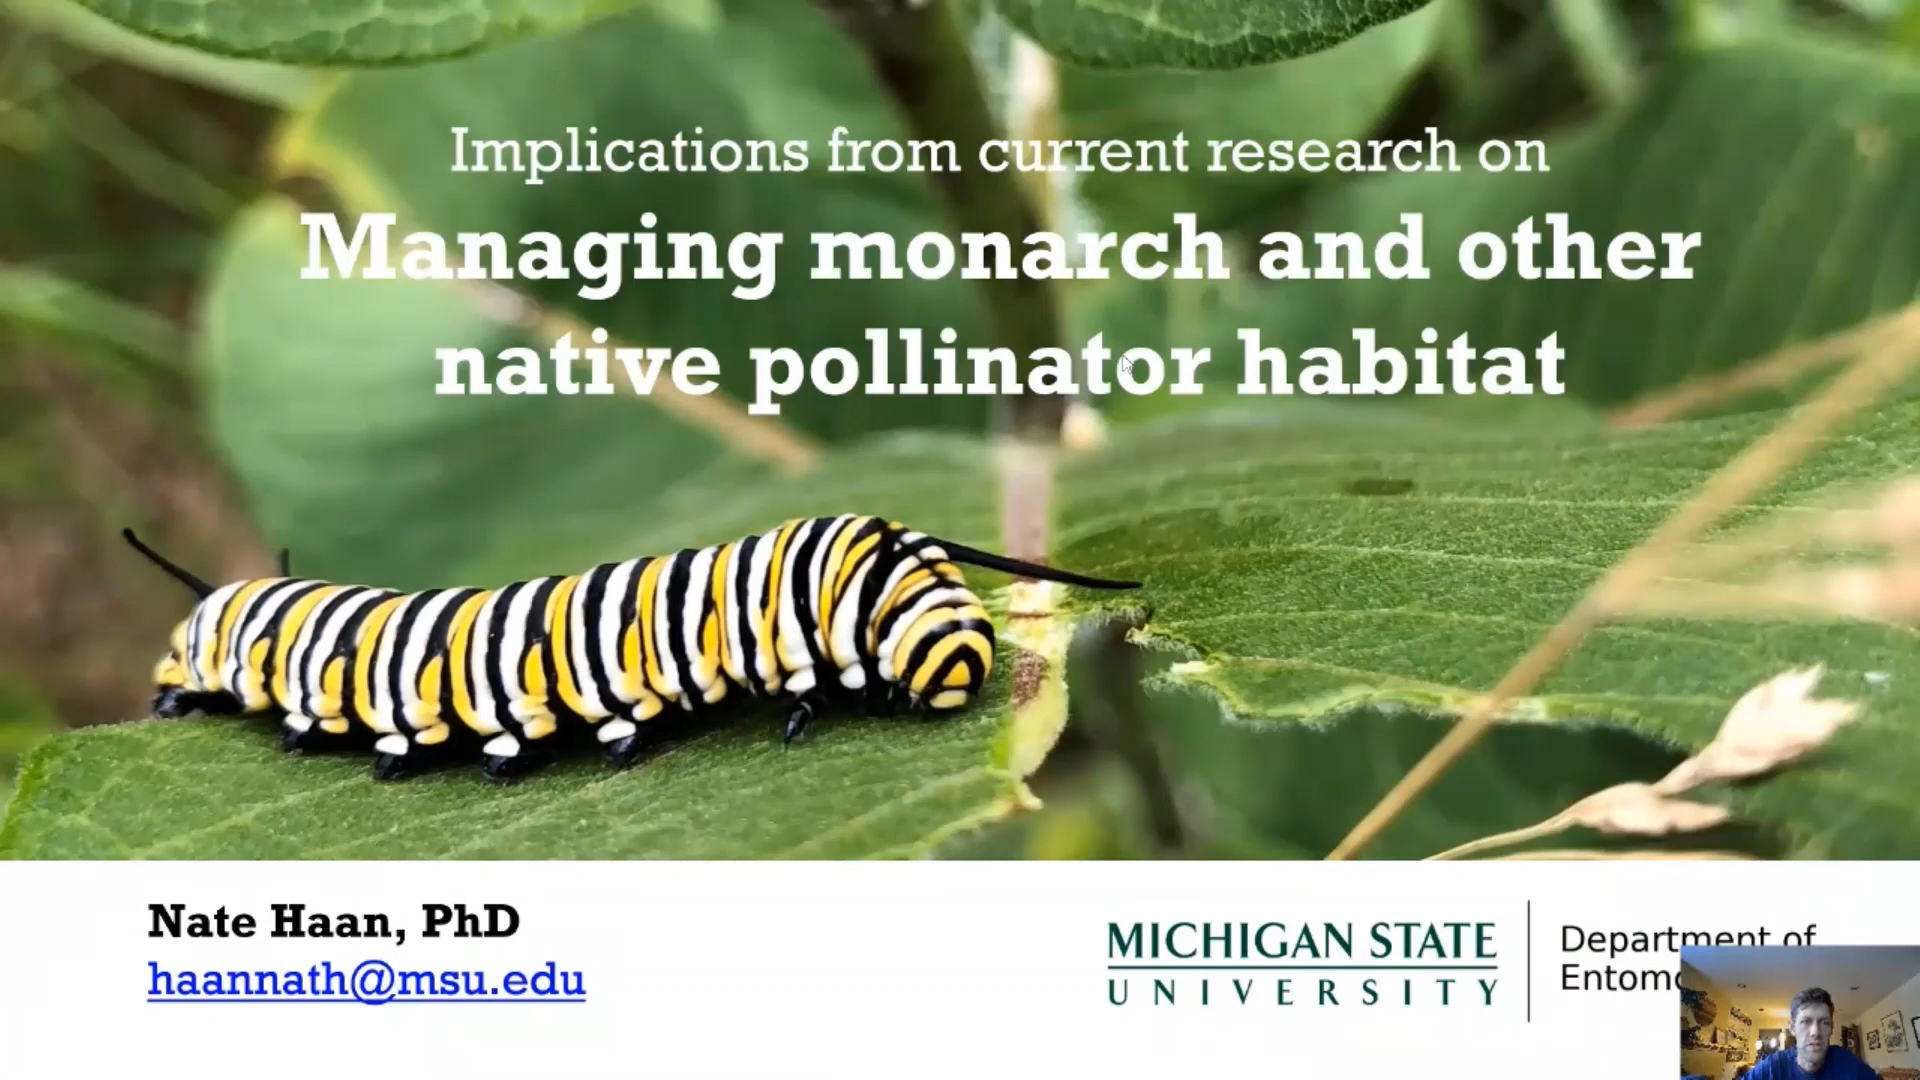 Implications from current research on
Managing monarch and other
native pollinator habitat
Nate Haan, PhD
haannath@msu.edu
MICHIGAN STATE
UNIVERSITY
Department of